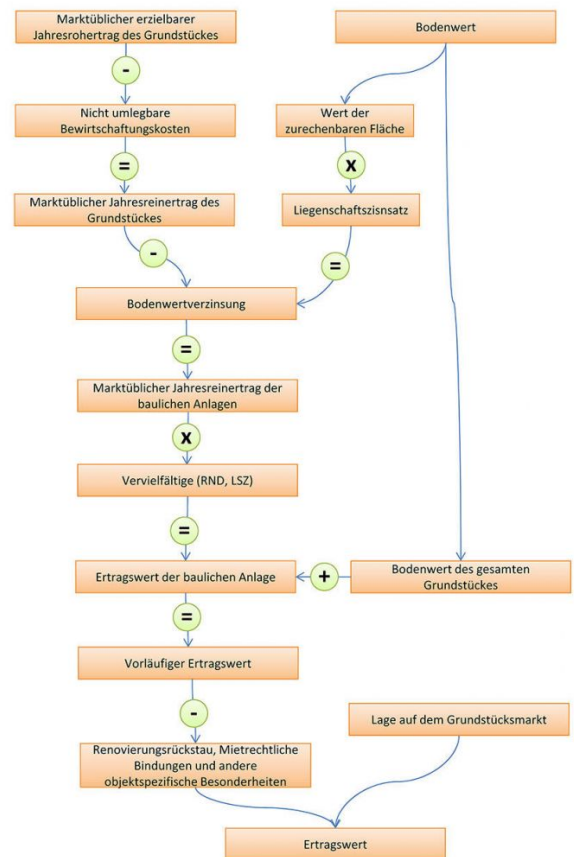 Marktüblicher erzielbarer
Jahresrohertrag des Grundstückes
Bodenwert
-
Nicht umlegbare
Bewirtschaftungskosten
Wert der
zurechenbaren Fläche
=
x
Marktüblicher Jahresreinertrag des
Grundstückes
Liegenschaftszisnsatz
-
=
Bodenwertverzinsung
=
Marktüblicher Jahresreinertrag der
baulichen Anlagen
x
Vervielfältige (RND, LSZ)
=
Ertragswert der baulichen Anlage
+
Bodenwert des gesamten
Grundstückes
=
Vorläufiger Ertragswert
-
Lage auf dem Grundstücksmarkt
Renovierungsrückstau, Mietrechtliche
Bindungen und andere
objektspezifische Besonderheiten
Ertragswert